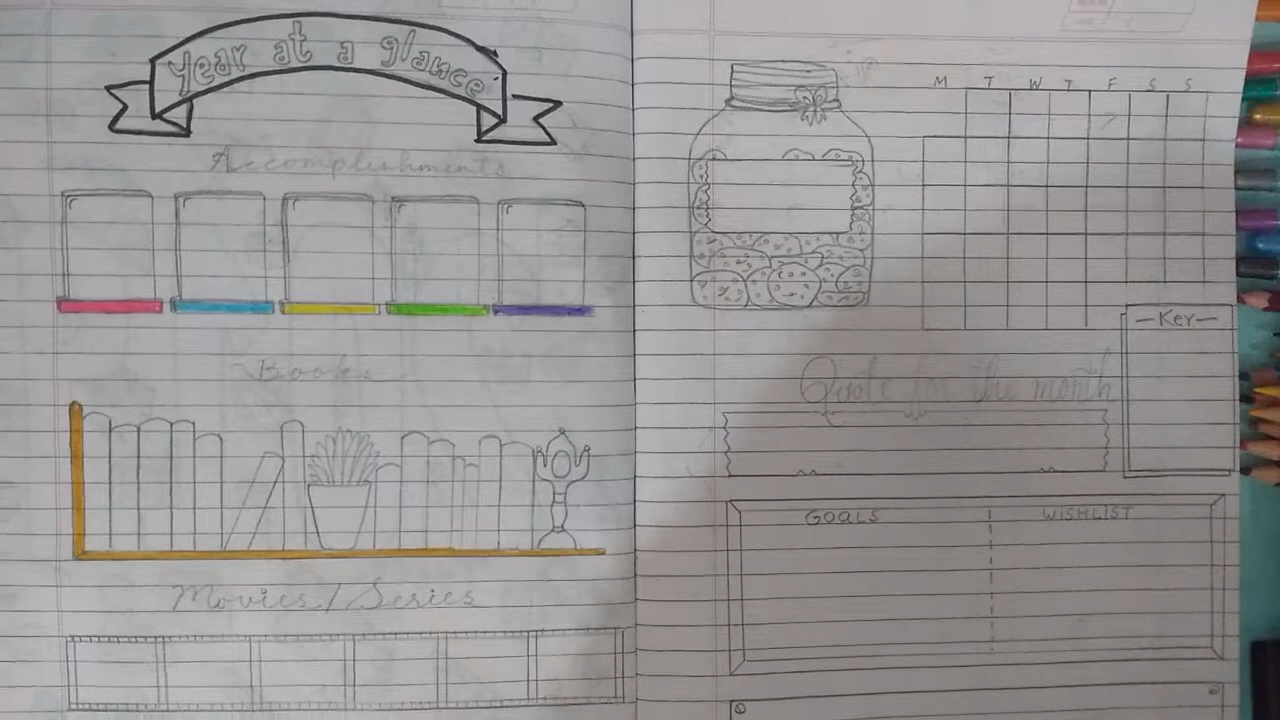 Year at a glance
Accomplishments
Books
Movies/Series
M T W T F S S
—Key—
Quote for the month
GOALS WISHLIST